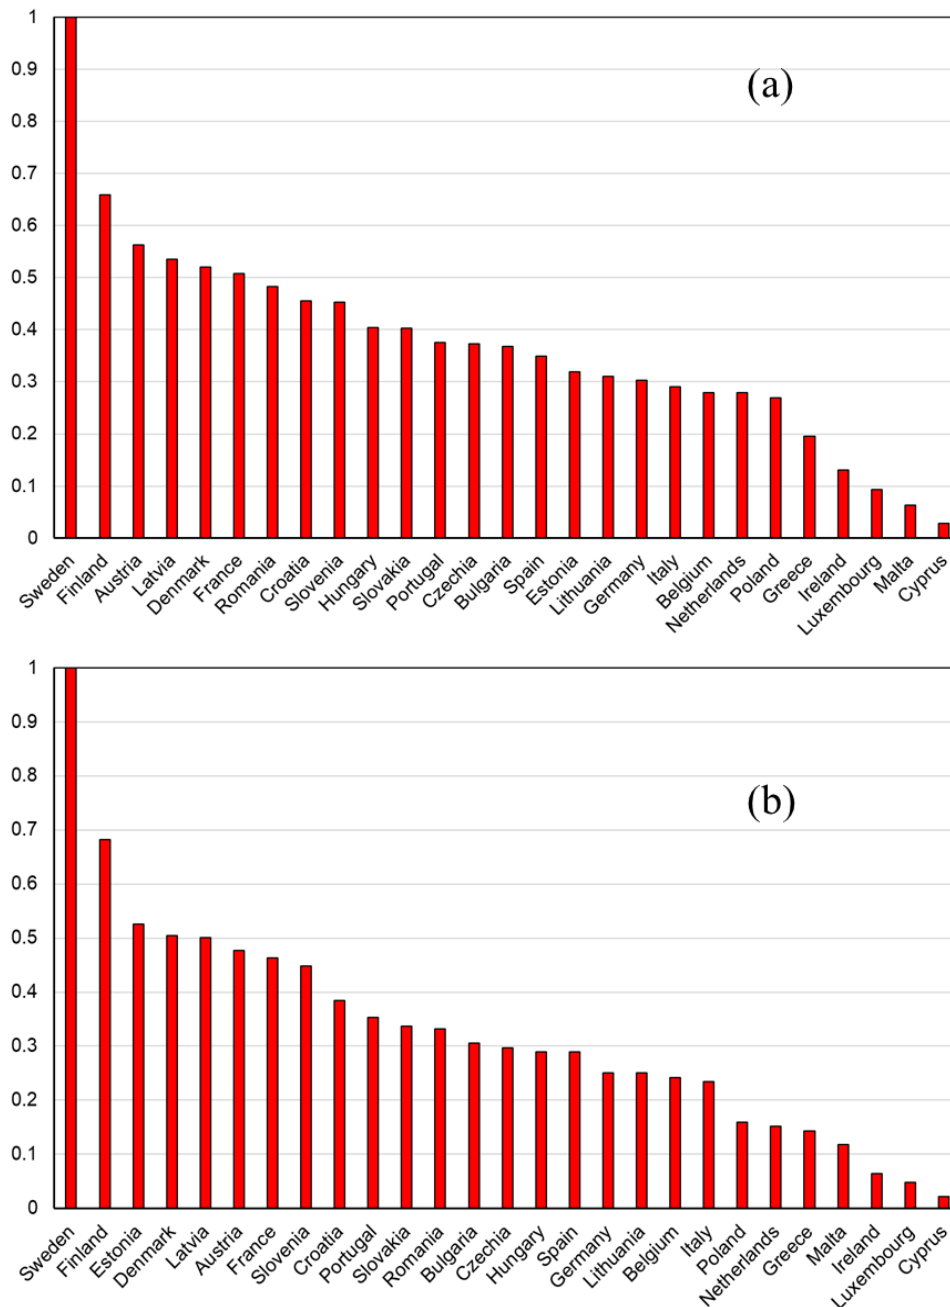 1
0.9
(a)
0.8
0.7
0.6
0.5
0.4
0.3
0.2
0.1
0
Sweden
Finland
Austria
Latvia
Denmark
France
Romania
Croatia
Slovenia
Hungary
Slovakia
Portugal
Czechia
Bulgaria
Spain
Estonia
Lithuania
Germany
Italy
Belgium
Netherlands
Poland
Greece
Ireland
Luxembourg
Malta
Cyprus
1
0.9
0.8
(b)
0.7
0.6
0.5
0.4
0.3
0.2
0.1
0
Sweden
Finland
Estonia
Denmark
Latvia
Austria
France
Slovenia
Croatia
Portugal
Slovakia
Romania
Bulgaria
Czechia
Hungary
Spain
Germany
Lithuania
Belgium
Italy
Poland
Netherlands
Greece
Malta
Ireland
Luxembourg
Cyprus